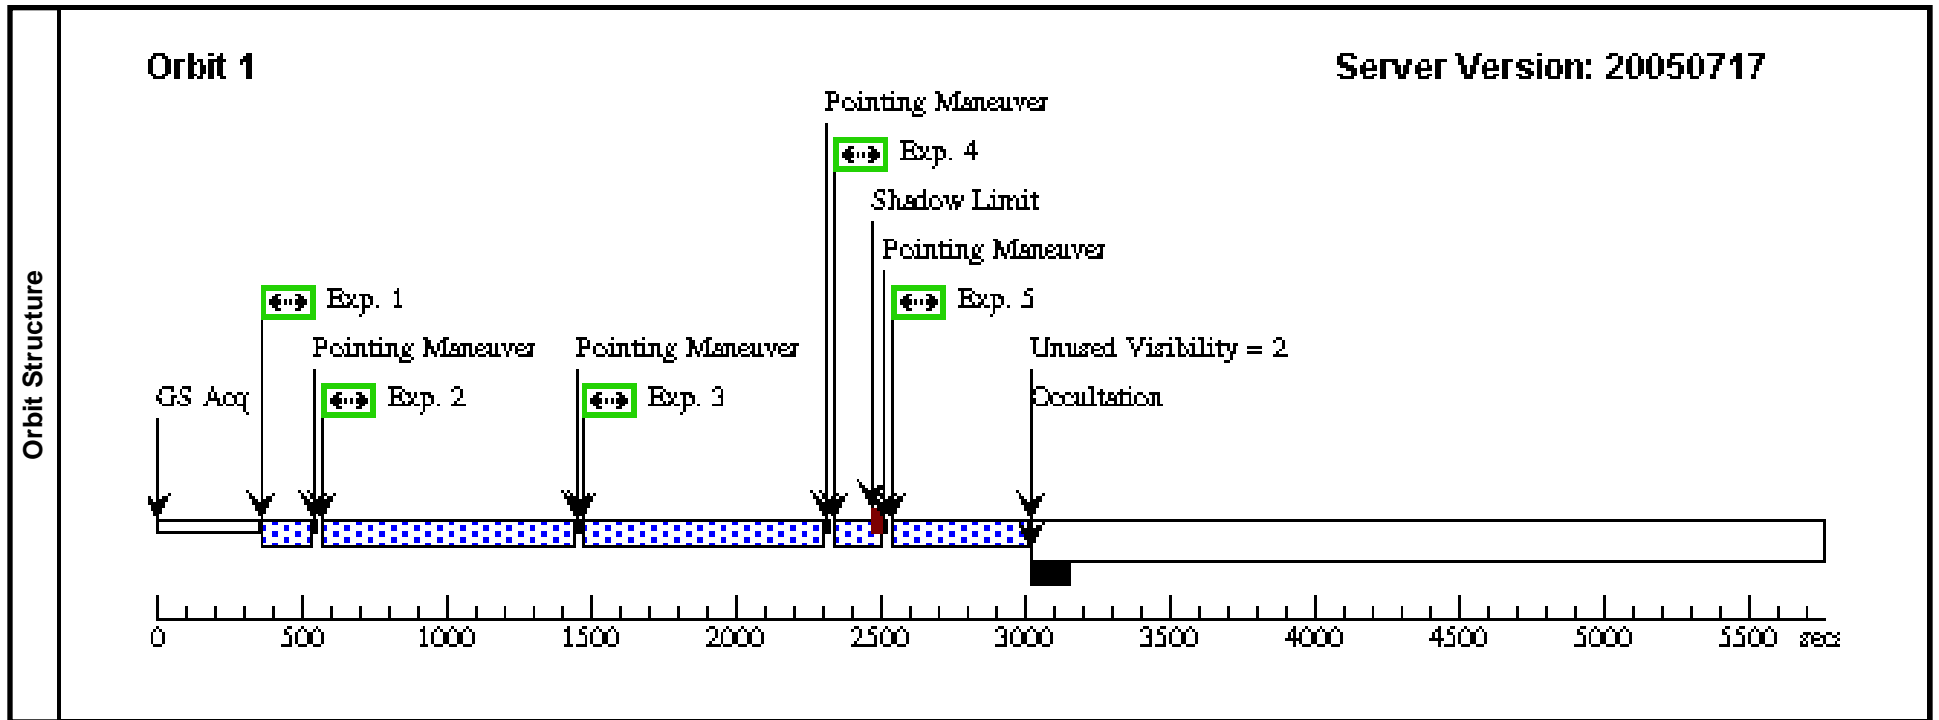 Orbit Structure
Orbit 1
Server Version: 20050717
Pointing Maneuver
Exp. 4
Shadow Limit
Pointing Maneuver
Exp. 1
Exp. 5
Pointing Maneuver
Pointing Maneuver
Unused Visibility = 2
GS Acq
Exp. 2
Exp. 3
Occultation
0 500 1000 1500 2000 2500 3000 3500 4000 4500 5000 5500 secs